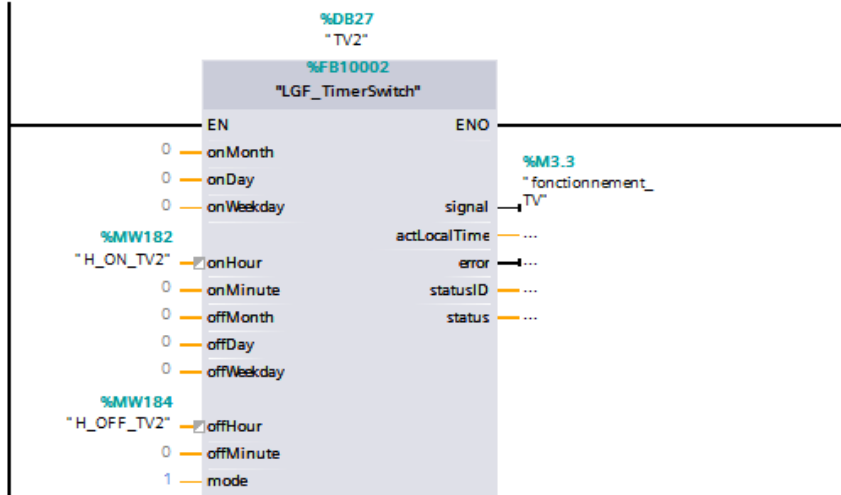 %DB27
"TV2"
%FB10002
"LGF_TimerSwitch"
EN ENO
0 onMonth
0 onDay
0 onWeekday signal
%M3.3
"fonctionnement_
TV"
actLocalTime ...
%MW182
"H_ON_TV2" onHour
error ...
0 onMinute statusID ...
0 offMonth status ...
0 offDay
0 offWeekday
%MW184
"H_OFF_TV2" offHour
0 offMinute
1 mode